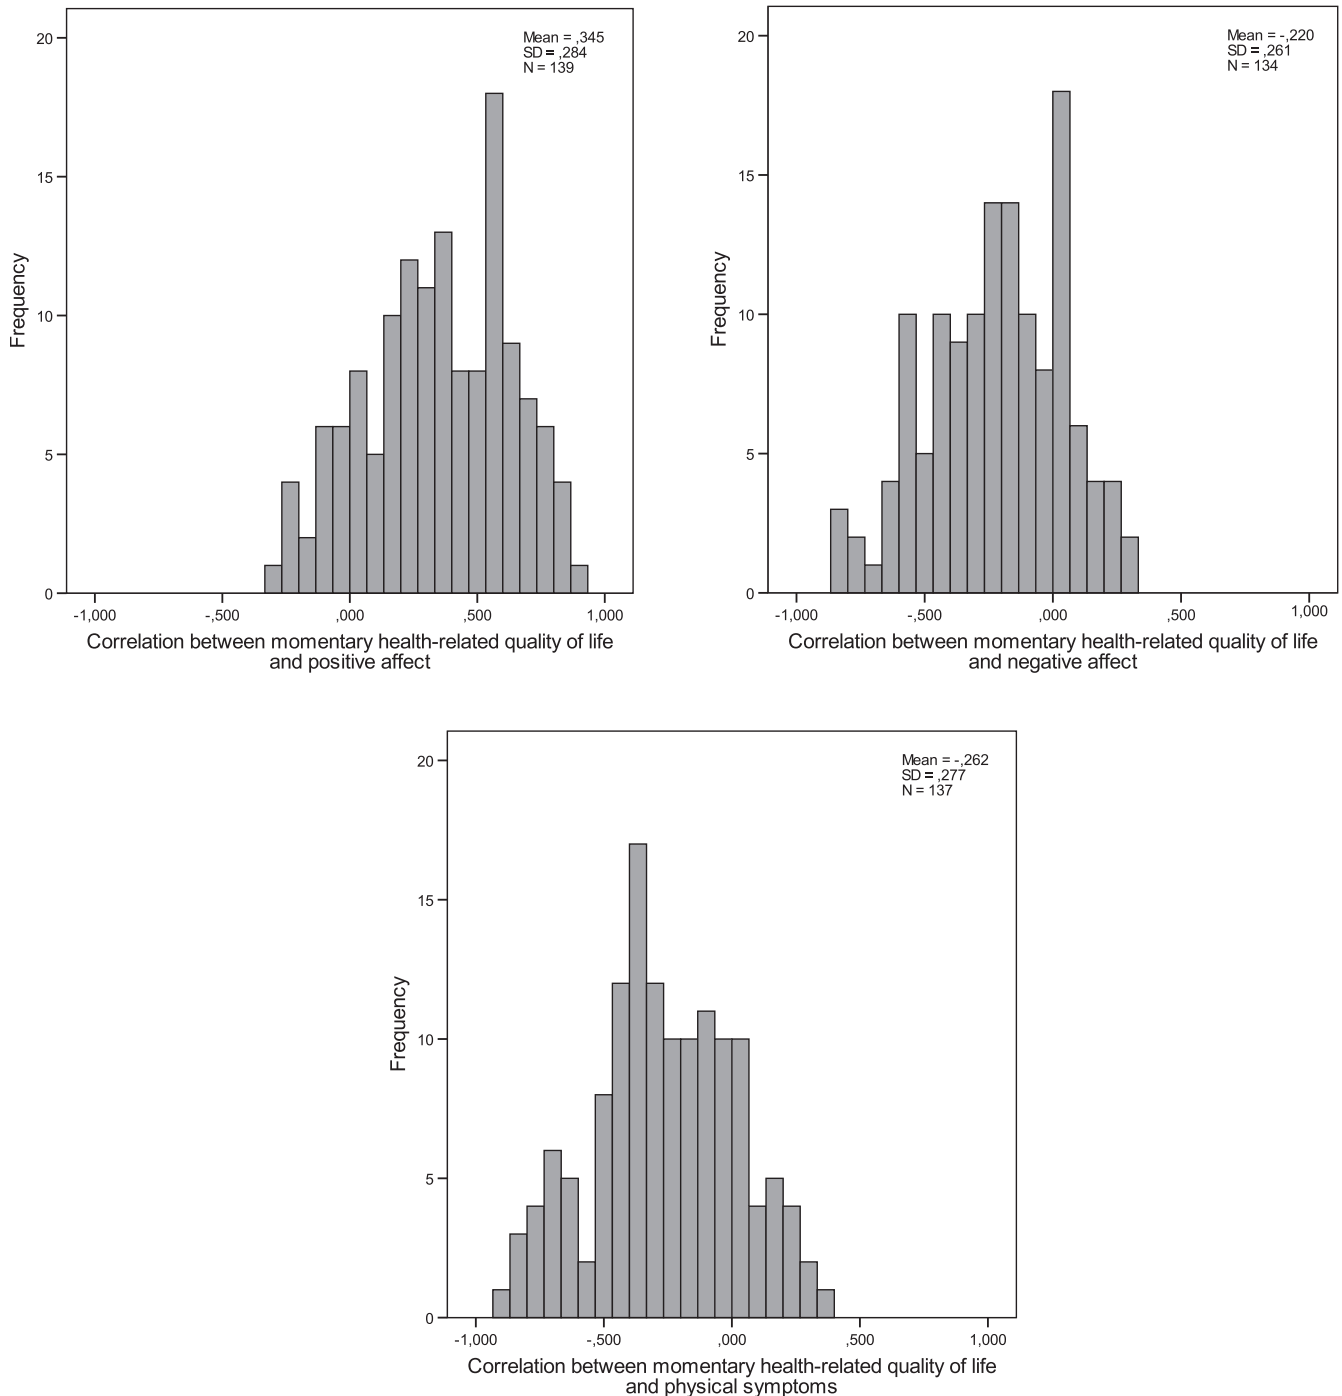 20
15
10
5
0
Frequency
Mean = ,345
SD = ,284
N = 139
-1,000 -,500 ,000 ,500 1,000
Correlation between momentary health-related quality of life
and positive affect
20
15
10
5
0
Frequency
Mean = -,220
SD = ,261
N = 134
-1,000 -,500 ,000 ,500 1,000
Correlation between momentary health-related quality of life
and negative affect
20
15
10
5
0
Frequency
Mean = -,262
SD = ,277
N = 137
-1,000 -,500 ,000 ,500 1,000
Correlation between momentary health-related quality of life
and physical symptoms